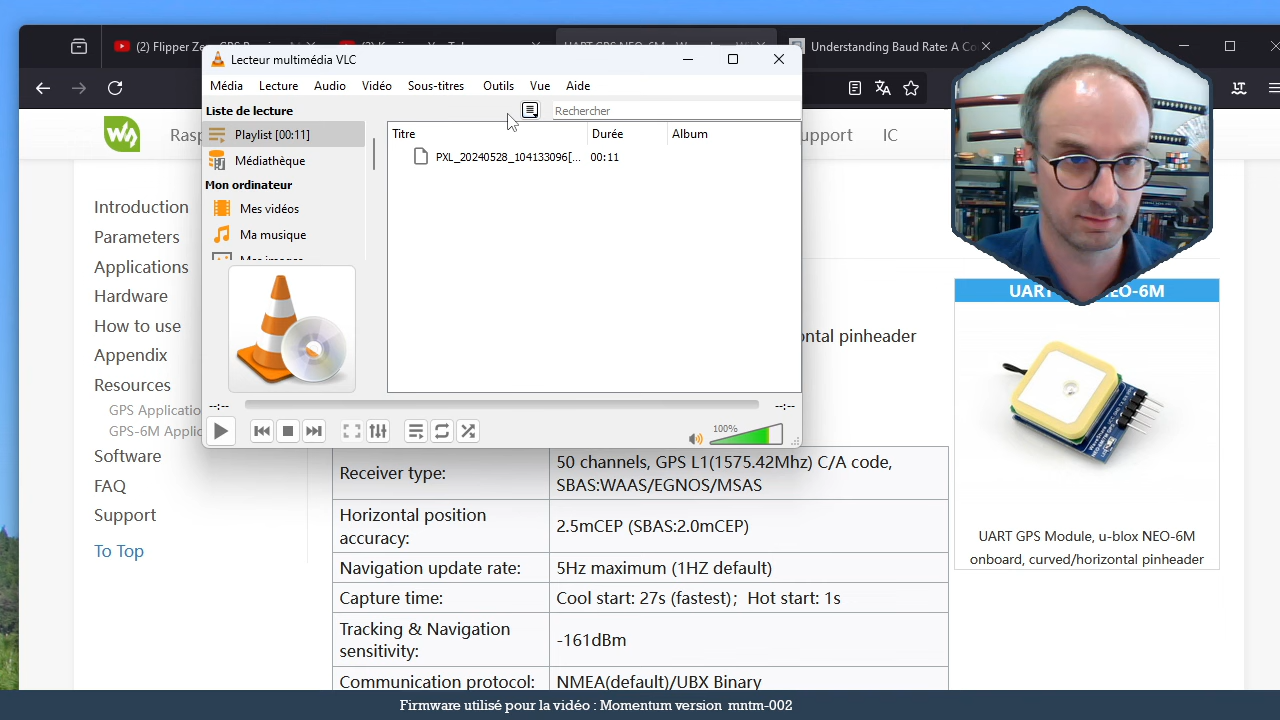 (2) Flipper Ze
UART GPS NEO-6M
Understanding Baud Rate: A Co
Lecteur multimédia VLC
Média Lecture Audio Vidéo Sous-titres Outils Vue Aide
Liste de lecture
Rechercher
Playlist [00:11]
Médiathèque
Mon ordinateur
Mes vidéos
Ma musique
Mes images
Titre Durée Album
PXL_20240528_104133096[... 00:11
--:-- --:--
100%
Rasp
upport IC
Introduction
Parameters
Applications
Hardware
How to use
Appendix
Resources
GPS Applicatio
GPS-6M Applic
Software
FAQ
Support
To Top
ontal pinheader
Receiver type: 50 channels, GPS L1(1575.42Mhz) C/A code,
SBAS:WAAS/EGNOS/MSAS
Horizontal position
accuracy: 2.5mCEP (SBAS:2.0mCEP)
Navigation update rate: 5Hz maximum (1HZ default)
Capture time: Cool start: 27s (fastest); Hot start: 1s
Tracking & Navigation
sensitivity: -161dBm
Communication protocol: NMEA(default)/UBX Binary
UART EO-6M
UART GPS Module, u-blox NEO-6M
onboard, curved/horizontal pinheader
Firmware utilisé pour la vidéo : Momentum version mntm-002